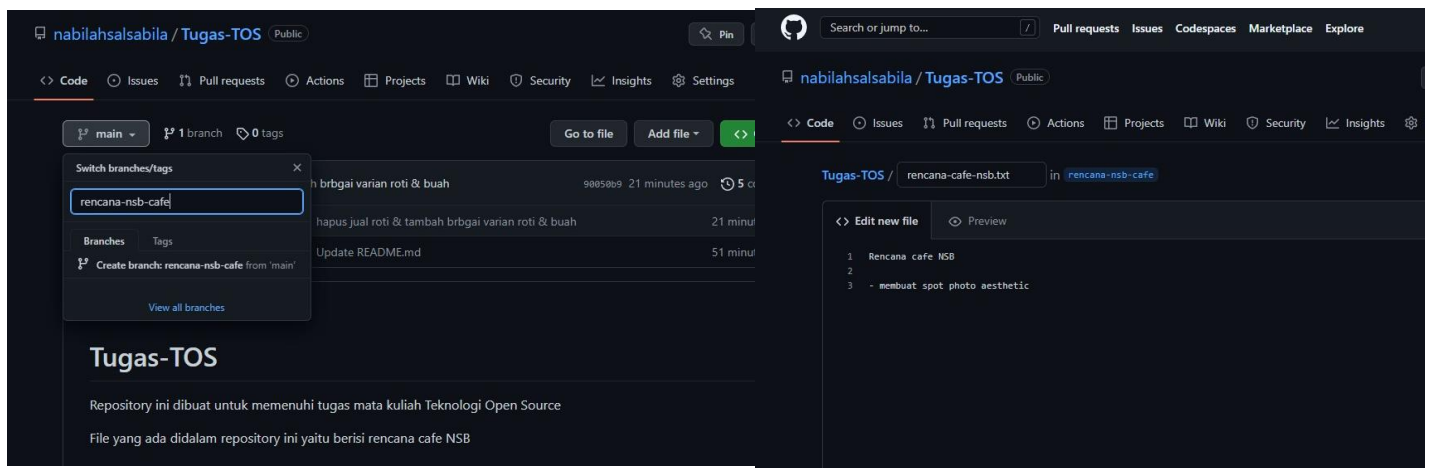 nabilahsalsabila / Tugas-TOS Public
Pin
Code Issues Pull requests Actions Projects Wiki Security Insights Settings
main 1 branch 0 tags Go to file Add file
Switch branches/tags
rencana-nsb-cafe
Branches Tags
Create branch: rencana-nsb-cafe from 'main'
View all branches
h brbgai varian roti & buah 90050b9 21 minutes ago 5
hapus jual roti & tambah brbgai varian roti & buah 21 minu
Update README.md 51 minu
Tugas-TOS
Repository ini dibuat untuk memenuhi tugas mata kuliah Teknologi Open Source
File yang ada didalam repository ini yaitu berisi rencana cafe NSB
Search or jump to... / Pull requests Issues Codespaces Marketplace Explore
nabilahsalsabila / Tugas-TOS Public
Code Issues Pull requests Actions Projects Wiki Security Insights
Tugas-TOS / rencana-cafe-nsb.txt in rencana-nsb-cafe
Edit new file Preview
1 Rencana cafe NSB
2
3 - membuat spot photo aesthetic